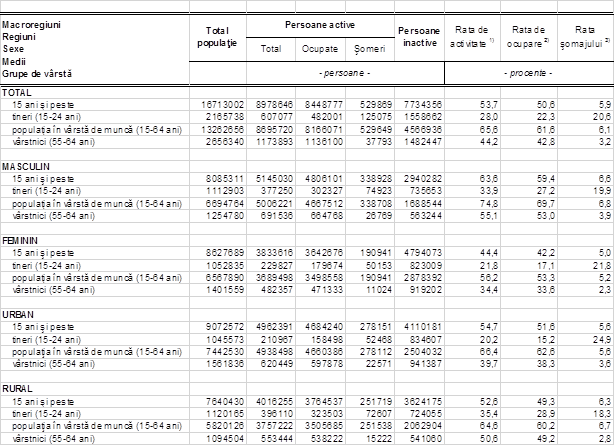 Macroregiuni
Regiuni
Sexe
Medii
Grupe de vârstă
Total populaţie
Persoane active
Total Ocupate Şomeri
Persoane inactive
Rata de activitate 1)
Rata de ocupare 2)
Rata şomajului 3)
- persoane -
- procente -
TOTAL
15 ani şi peste 16713002 8978646 8448777 529869 7734356 53,7 50,6 5,9
tineri (15-24 ani) 2165738 607077 482001 125075 1558662 28,0 22,3 20,6
populaţia în vârstă de muncă (15-64 ani) 13262656 8695720 8166071 529649 4566936 65,6 61,6 6,1
vârstnici (55-64 ani) 2656340 1173893 1136100 37793 1482447 44,2 42,8 3,2
MASCULIN
15 ani şi peste 8085311 5145030 4806101 338928 2940282 63,6 59,4 6,6
tineri (15-24 ani) 1112903 377250 302327 74923 735653 33,9 27,2 19,9
populaţia în vârstă de muncă (15-64 ani) 6694764 5006221 4667512 338708 1688544 74,8 69,7 6,8
vârstnici (55-64 ani) 1254780 691536 664768 26769 563244 55,1 53,0 3,9
FEMININ
15 ani şi peste 8627689 3833616 3642676 190941 4794073 44,4 42,2 5,0
tineri (15-24 ani) 1052835 229827 179674 50153 823009 21,8 17,1 21,8
populaţia în vârstă de muncă (15-64 ani) 6567890 3689498 3498558 190941 2878392 56,2 53,3 5,2
vârstnici (55-64 ani) 1401559 482357 471333 11024 919202 34,4 33,6 2,3
URBAN
15 ani şi peste 9072572 4962391 4684240 278151 4110181 54,7 51,6 5,6
tineri (15-24 ani) 1045573 210967 158498 52468 834607 20,2 15,2 24,9
populaţia în vârstă de muncă (15-64 ani) 7442530 4938498 4660386 278112 2504032 66,4 62,6 5,6
vârstnici (55-64 ani) 1561836 620449 597878 22571 941387 39,7 38,3 3,6
RURAL
15 ani şi peste 7640430 4016255 3764537 251719 3624175 52,6 49,3 6,3
tineri (15-24 ani) 1120165 396110 323503 72607 724055 35,4 28,9 18,3
populaţia în vârstă de muncă (15-64 ani) 5820126 3757222 3505685 251538 2062904 64,6 60,2 6,7
vârstnici (55-64 ani) 1094504 553444 538222 15222 541060 50,6 49,2 2,8